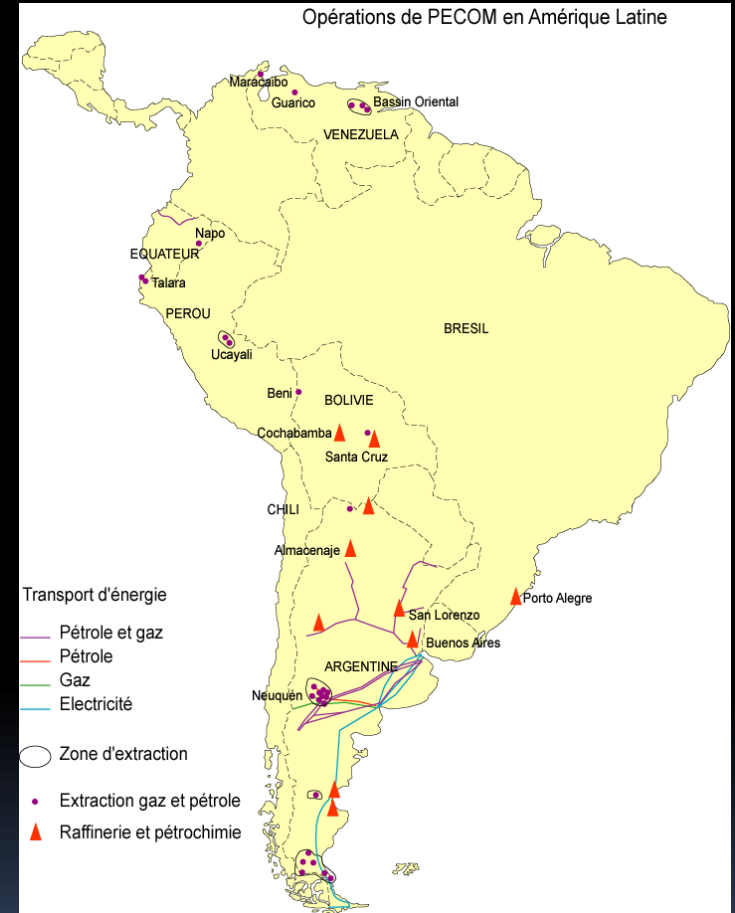 Opérations de PECOM en Amérique Latine
Maracaibo
Guarico
Bassin Oriental
VENEZUELA
Napo
EQUATEUR
Talara
PEROU
BRESIL
Ucayali
Beni
BOLIVIE
Cochabamba
Santa Cruz
CHILI
Almacenaje
Porto Alegre
San Lorenzo
Buenos Aires
ARGENTINE
Neuquén
Transport d'énergie
Pétrole et gaz
Pétrole
Gaz
Electricité
Zone d'extraction
Extraction gaz et pétrole
Raffinerie et pétrochimie